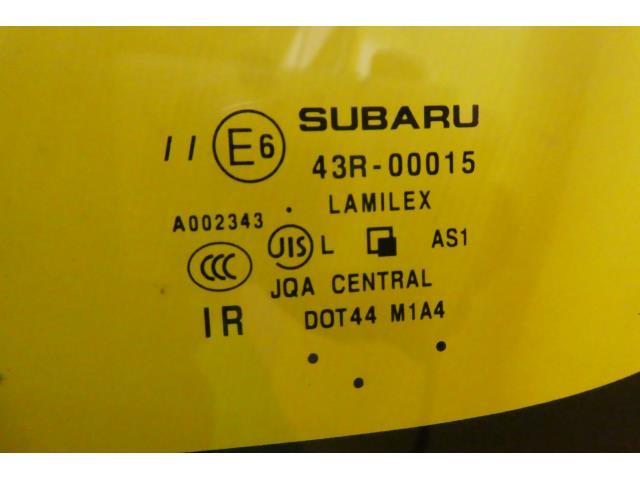 SUBARU
// E6 43R-00015
LAMILEX
A002343
CCC JIS L AS1
JQA CENTRAL
IR DOT44 M1A4